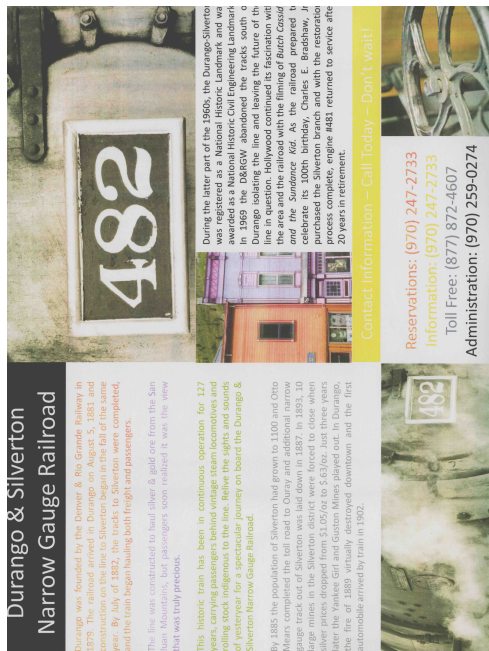 Durango & Silverton
Narrow Gauge Railroad
Durango was founded by the Denver & Rio Grande Railway in
1879. The railroad arrived in Durango on August 5, 1881 and
construction on the line to Silverton began in the fall of the same
year. By July of 1882, the tracks to Silverton were completed,
and the train began hauling both freight and passengers.
The line was constructed to haul silver & gold ore from the San
Juan Mountains, but passengers soon realized it was the view
that was truly precious.
This historic train has been in continuous operation for 127
years, carrying passengers behind vintage steam locomotives and
rolling stock indigenous to the line. Relive the sights and sounds
of yesteryear for a spectacular journey on board the Durango &
Silverton Narrow Gauge Railroad.
By 1885 the population of Silverton had grown to 1100 and Otto
Mears completed the toll road to Ouray and additional narrow
gauge track out of Silverton was laid down in 1887. In 1893, 10
large mines in the Silverton district were forced to close when
silver prices dropped from $1.05/oz to $.63/oz. Just three years
later the Yankee Girl and Guston Mines played out. In Durango,
the fire of 1889 virtually destroyed downtown and the first
automobile arrived by train in 1902.
482
482
During the latter part of the 1960s, the Durango-Silverton
was registered as a National Historic Landmark and was
awarded as a National Historic Civil Engineering Landmark.
In 1969 the D&RGW abandoned the tracks south o
Durango isolating the line and leaving the future of the
line in question. Hollywood continued its fascination with
the area and the railroad with the filming of Butch Cassid
and the Sundance Kid. As the railroad prepared t
celebrate its 100th birthday, Charles E. Bradshaw, Jr
purchased the Silverton branch and with the restoration
process complete, engine #481 returned to service afte
20 years in retirement.
Contact Information – Call Today – Don't wait!
Reservations: (970) 247-2733
Information: (970) 247-2733
Toll Free: (877) 872-4607
Administration: (970) 259-0274